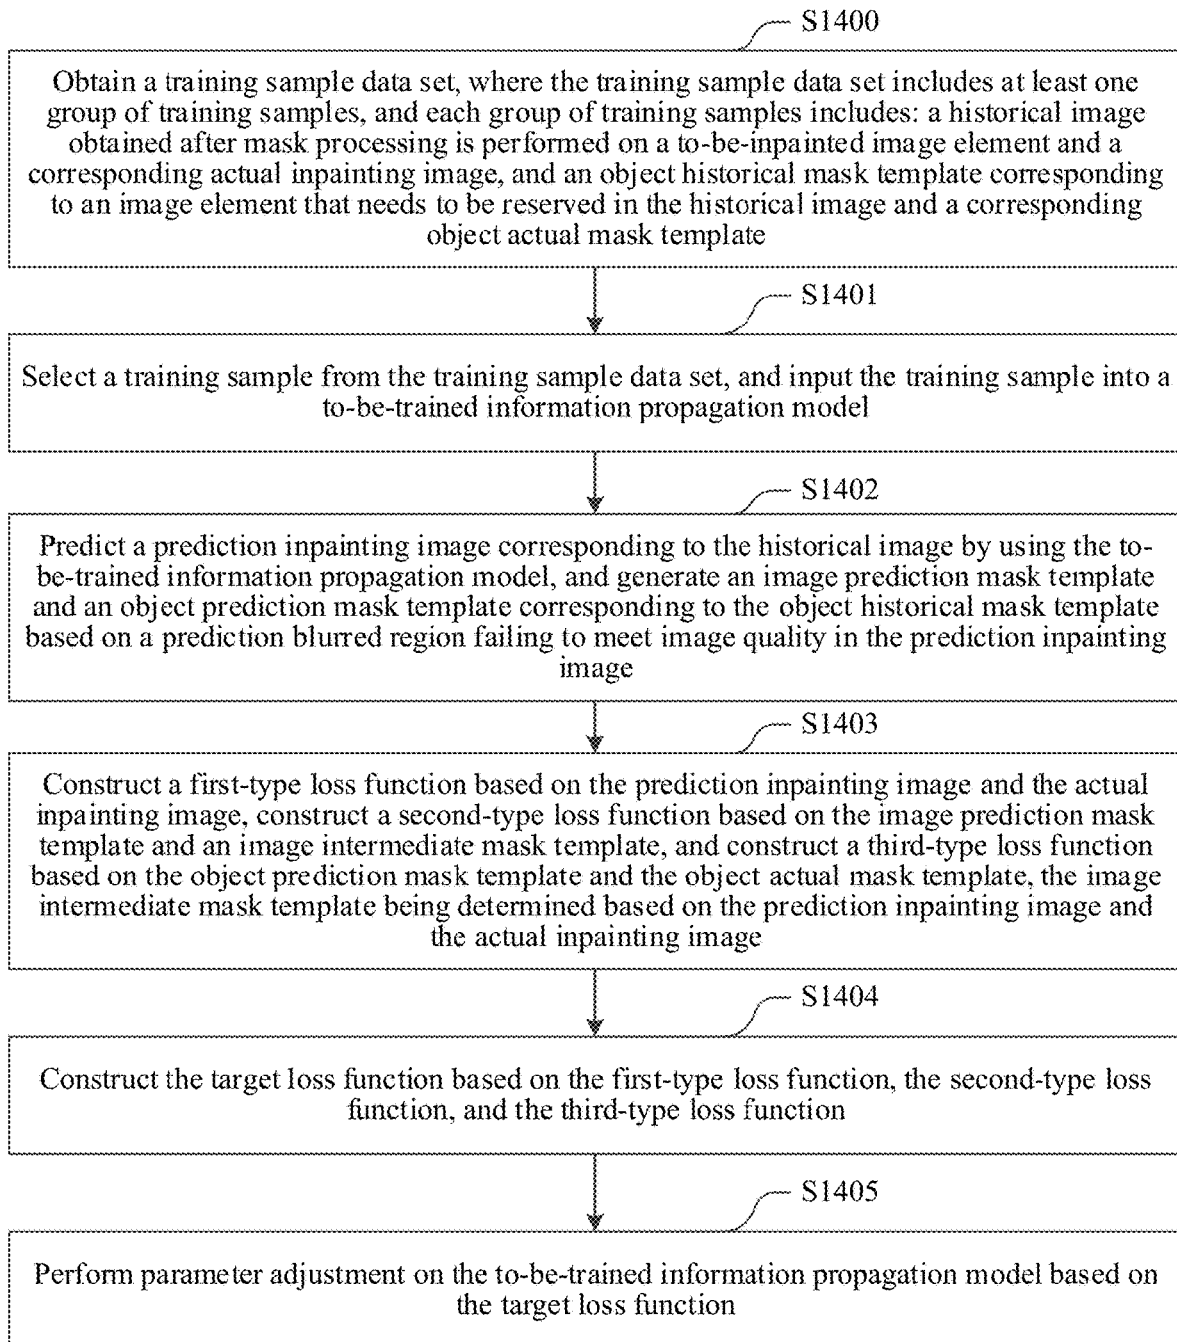 S1400
Obtain a training sample data set, where the training sample data set includes at least one
group of training samples, and each group of training samples includes: a historical image
obtained after mask processing is performed on a to-be-inpainted image element and a
corresponding actual inpainting image, and an object historical mask template corresponding
to an image element that needs to be reserved in the historical image and a corresponding
object actual mask template
S1401
Select a training sample from the training sample data set, and input the training sample into a
to-be-trained information propagation model
S1402
Predict a prediction inpainting image corresponding to the historical image by using the to-
be-trained information propagation model, and generate an image prediction mask template
and an object prediction mask template corresponding to the object historical mask template
based on a prediction blurred region failing to meet image quality in the prediction inpainting
image
S1403
Construct a first-type loss function based on the prediction inpainting image and the actual
inpainting image, construct a second-type loss function based on the image prediction mask
template and an image intermediate mask template, and construct a third-type loss function
based on the object prediction mask template and the object actual mask template, the image
intermediate mask template being determined based on the prediction inpainting image and
the actual inpainting image
S1404
Construct the target loss function based on the first-type loss function, the second-type loss
function, and the third-type loss function
S1405
Perform parameter adjustment on the to-be-trained information propagation model based on
the target loss function